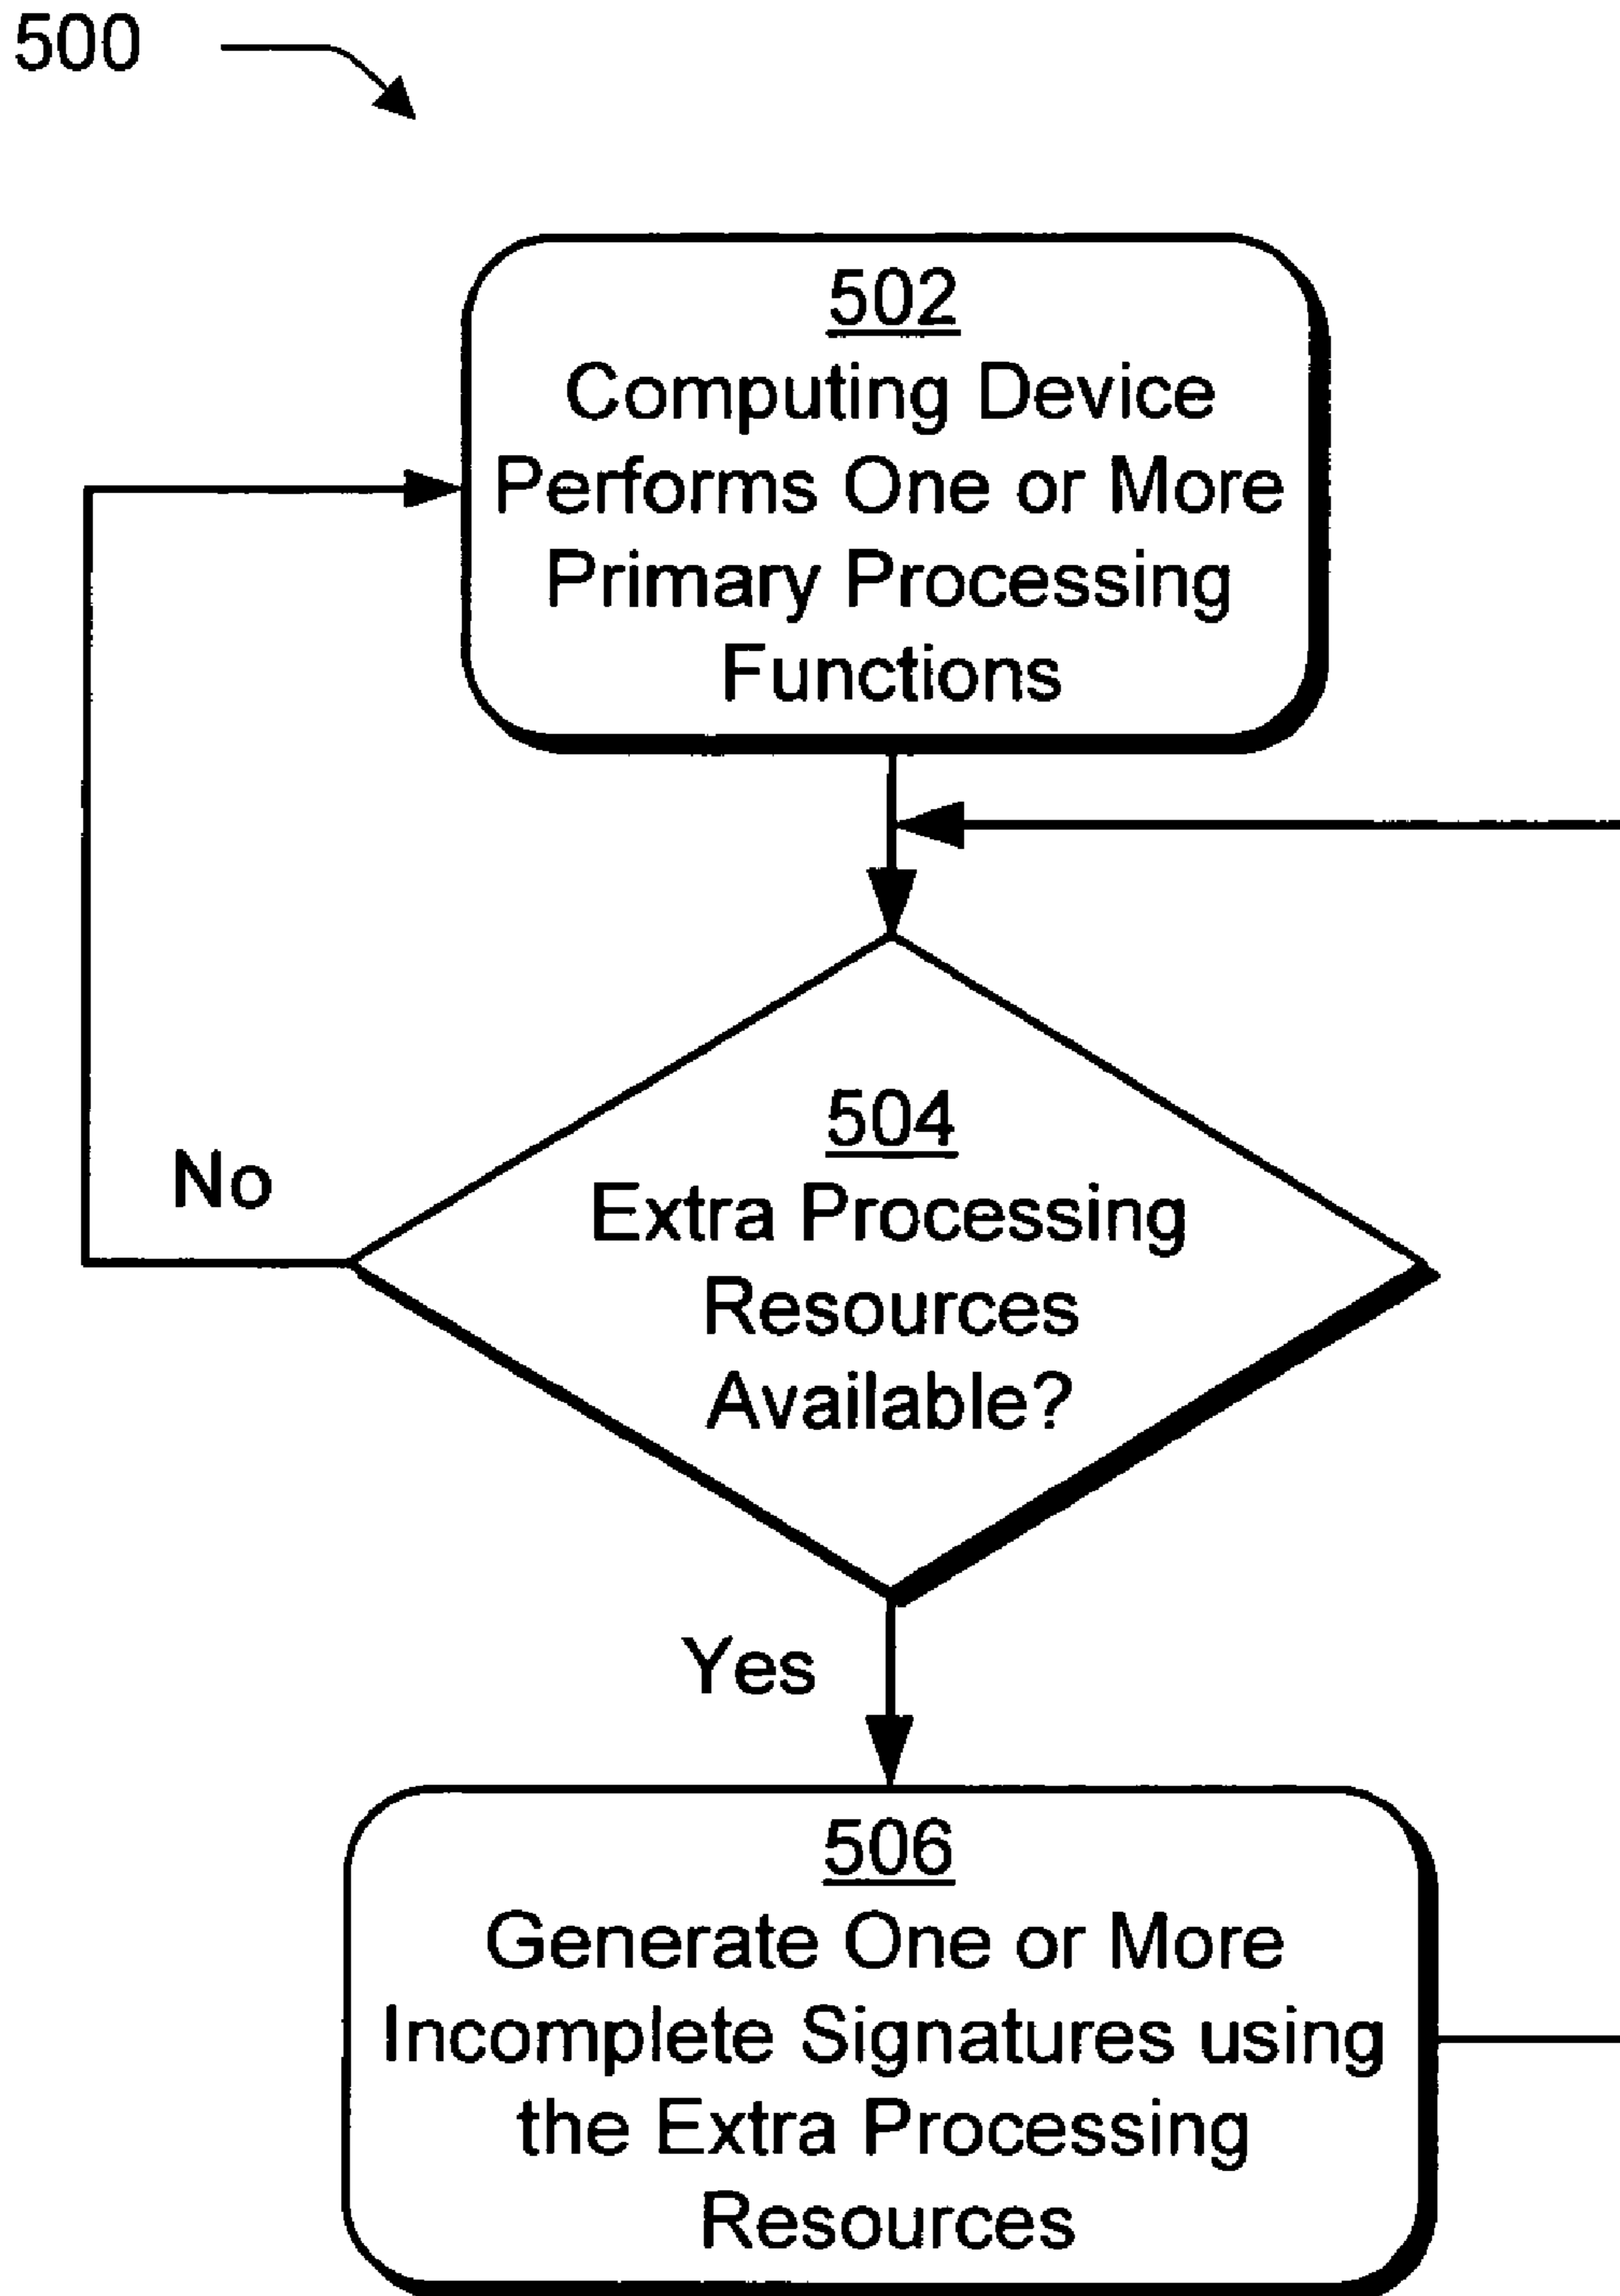 500
502
Computing Device
Performs One or More
Primary Processing
Functions
504
Extra Processing
Resources
Available?
No
Yes
506
Generate One or More
Incomplete Signatures using
the Extra Processing
Resources